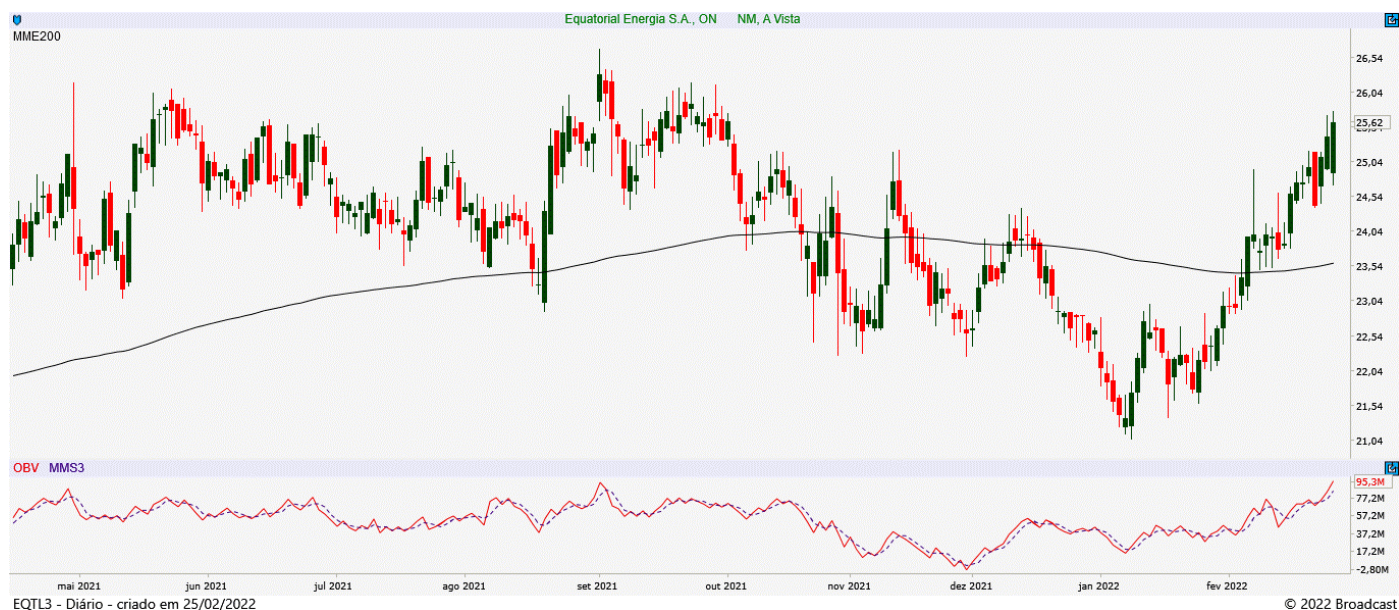 Equatorial Energia S.A., ON NM, A Vista
MME200
26,54
26,04
25,62
25,04
24,54
24,04
23,54
23,04
22,54
22,04
21,54
21,04
OBV MMS3
95,3M
77,2M
57,2M
37,2M
17,2M
-2,80M
mai 2021 jun 2021 jul 2021 ago 2021 set 2021 out 2021 nov 2021 dez 2021 jan 2022 fev 2022
EQTL3 - Diário - criado em 25/02/2022 © 2022 Broadcast